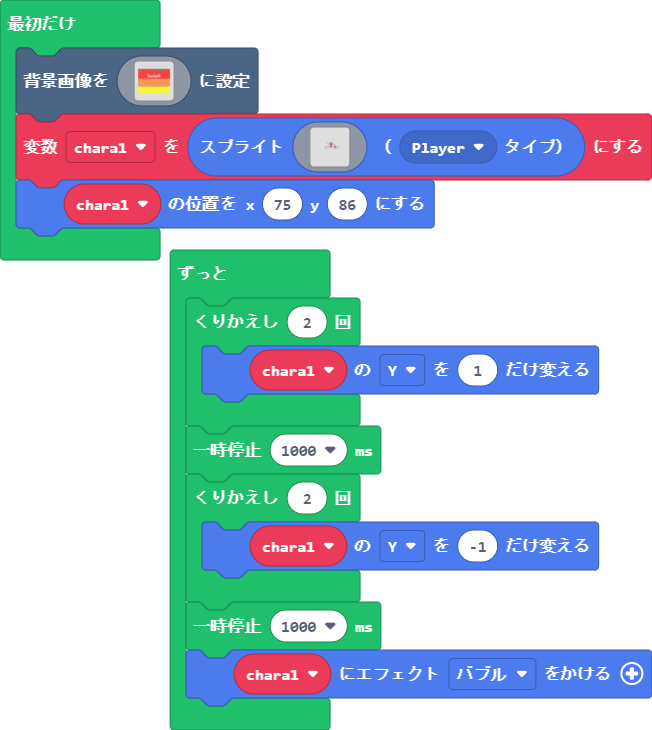 最初だけ
背景画像を に設定
変数 chara1 を スプライト ( Player タイプ) にする
chara1 の位置を x 75 y 86 にする
ずっと
くりかえし 2 回
chara1 の Y を 1 だけ変える
一時停止 1000 ms
くりかえし 2 回
chara1 の Y を -1 だけ変える
一時停止 1000 ms
chara1 にエフェクト バブル をかける